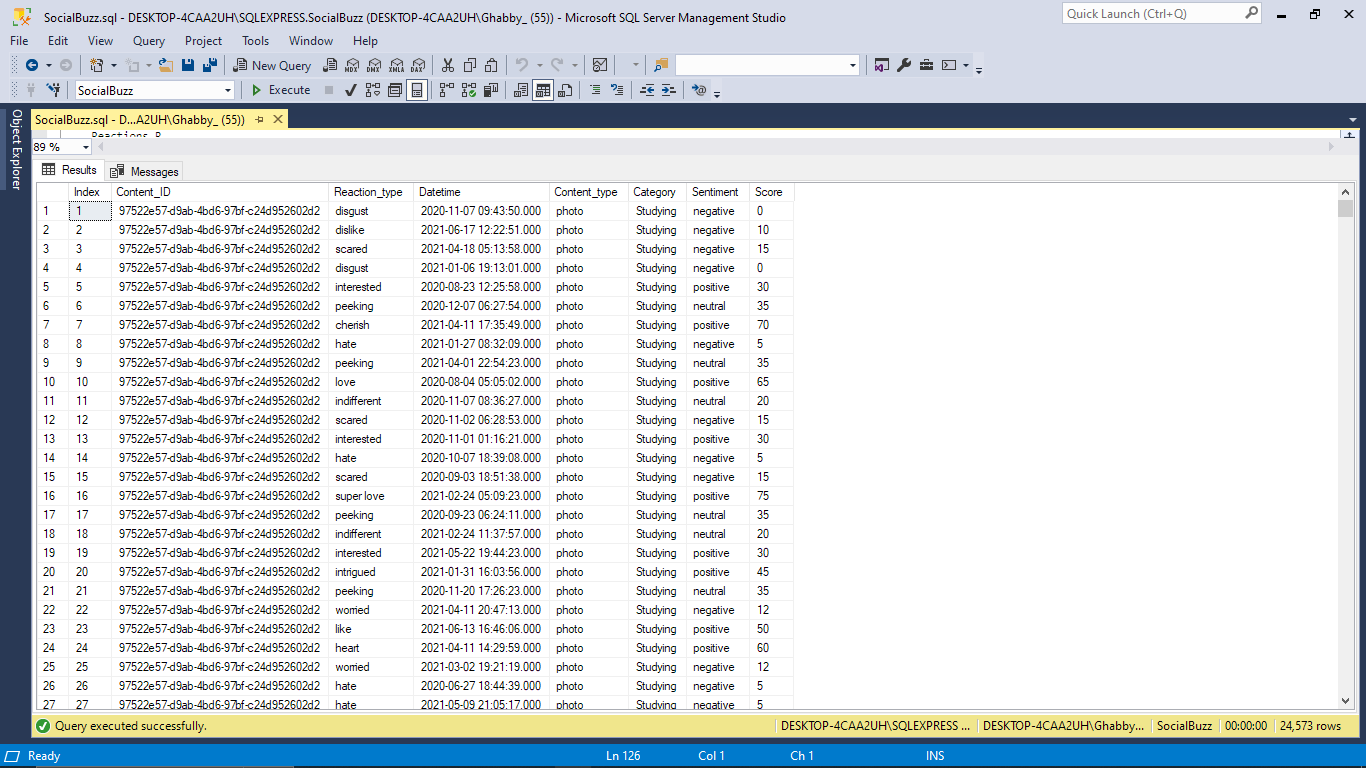 SocialBuzz.sql - DESKTOP-4CAA2UH\SQLEXPRESS.SocialBuzz (DESKTOP-4CAA2UH\Ghabby_ (55)) - Microsoft SQL Server Management Studio
Quick Launch (Ctrl+Q)
File Edit View Query Project Tools Window Help
New Query MDX DMX XMLA DAX
SocialBuzz Execute
Object Explorer
SocialBuzz.sql - D...A2UH\Ghabby_ (55))
Reactions R
89 %
Results Messages
Index Content_ID Reaction_type Datetime Content_type Category Sentiment Score
1 1 97522e57-d9ab-4bd6-97bf-c24d952602d2 disgust 2020-11-07 09:43:50.000 photo Studying negative 0
2 2 97522e57-d9ab-4bd6-97bf-c24d952602d2 dislike 2021-06-17 12:22:51.000 photo Studying negative 10
3 3 97522e57-d9ab-4bd6-97bf-c24d952602d2 scared 2021-04-18 05:13:58.000 photo Studying negative 15
4 4 97522e57-d9ab-4bd6-97bf-c24d952602d2 disgust 2021-01-06 19:13:01.000 photo Studying negative 0
5 5 97522e57-d9ab-4bd6-97bf-c24d952602d2 interested 2020-08-23 12:25:58.000 photo Studying positive 30
6 6 97522e57-d9ab-4bd6-97bf-c24d952602d2 peeking 2020-12-07 06:27:54.000 photo Studying neutral 35
7 7 97522e57-d9ab-4bd6-97bf-c24d952602d2 cherish 2021-04-11 17:35:49.000 photo Studying positive 70
8 8 97522e57-d9ab-4bd6-97bf-c24d952602d2 hate 2021-01-27 08:32:09.000 photo Studying negative 5
9 9 97522e57-d9ab-4bd6-97bf-c24d952602d2 peeking 2021-04-01 22:54:23.000 photo Studying neutral 35
10 10 97522e57-d9ab-4bd6-97bf-c24d952602d2 love 2020-08-04 05:05:02.000 photo Studying positive 65
11 11 97522e57-d9ab-4bd6-97bf-c24d952602d2 indifferent 2020-11-07 08:36:27.000 photo Studying neutral 20
12 12 97522e57-d9ab-4bd6-97bf-c24d952602d2 scared 2020-11-02 06:28:53.000 photo Studying negative 15
13 13 97522e57-d9ab-4bd6-97bf-c24d952602d2 interested 2020-11-01 01:16:21.000 photo Studying positive 30
14 14 97522e57-d9ab-4bd6-97bf-c24d952602d2 hate 2020-10-07 18:39:08.000 photo Studying negative 5
15 15 97522e57-d9ab-4bd6-97bf-c24d952602d2 scared 2020-09-03 18:51:38.000 photo Studying negative 15
16 16 97522e57-d9ab-4bd6-97bf-c24d952602d2 super love 2021-02-24 05:09:23.000 photo Studying positive 75
17 17 97522e57-d9ab-4bd6-97bf-c24d952602d2 peeking 2020-09-23 06:24:11.000 photo Studying neutral 35
18 18 97522e57-d9ab-4bd6-97bf-c24d952602d2 indifferent 2021-02-24 11:37:57.000 photo Studying neutral 20
19 19 97522e57-d9ab-4bd6-97bf-c24d952602d2 interested 2021-05-22 19:44:23.000 photo Studying positive 30
20 20 97522e57-d9ab-4bd6-97bf-c24d952602d2 intrigued 2021-01-31 16:03:56.000 photo Studying positive 45
21 21 97522e57-d9ab-4bd6-97bf-c24d952602d2 peeking 2020-11-20 17:26:23.000 photo Studying neutral 35
22 22 97522e57-d9ab-4bd6-97bf-c24d952602d2 worried 2021-04-11 20:47:13.000 photo Studying negative 12
23 23 97522e57-d9ab-4bd6-97bf-c24d952602d2 like 2021-06-13 16:46:06.000 photo Studying positive 50
24 24 97522e57-d9ab-4bd6-97bf-c24d952602d2 heart 2021-04-11 14:29:59.000 photo Studying positive 60
25 25 97522e57-d9ab-4bd6-97bf-c24d952602d2 worried 2021-03-02 19:21:19.000 photo Studying negative 12
26 26 97522e57-d9ab-4bd6-97bf-c24d952602d2 hate 2020-06-27 18:44:39.000 photo Studying negative 5
27 27 97522e57-d9ab-4bd6-97bf-c24d952602d2 hate 2021-05-09 21:05:17.000 photo Studying negative 5
Query executed successfully. DESKTOP-4CAA2UH\SQLEXPRESS ... DESKTOP-4CAA2UH\Ghabby... SocialBuzz 00:00:00 24,573 rows
Ready Ln 126 Col 1 Ch 1 INS